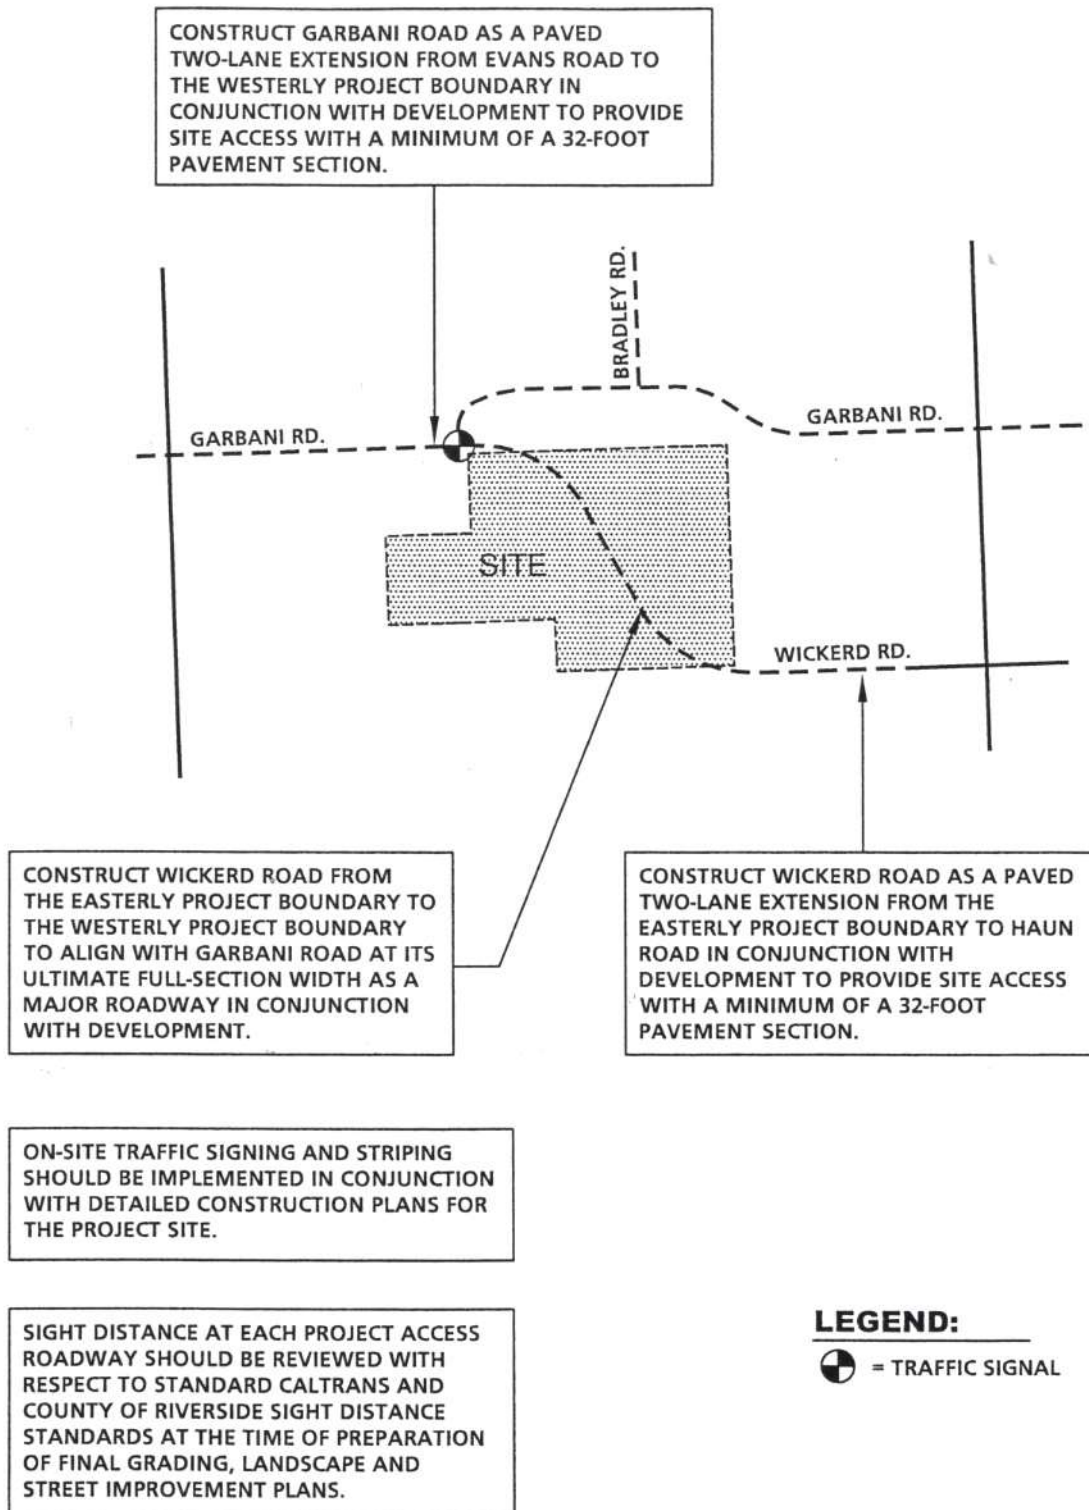 CONSTRUCT GARBANI ROAD AS A PAVED
TWO-LANE EXTENSION FROM EVANS ROAD TO
THE WESTERLY PROJECT BOUNDARY IN
CONJUNCTION WITH DEVELOPMENT TO PROVIDE
SITE ACCESS WITH A MINIMUM OF A 32-FOOT
PAVEMENT SECTION.
BRADLEY RD.
GARBANI RD.
GARBANI RD.
SITE
WICKERD RD.
CONSTRUCT WICKERD ROAD FROM
THE EASTERLY PROJECT BOUNDARY TO
THE WESTERLY PROJECT BOUNDARY
TO ALIGN WITH GARBANI ROAD AT ITS
ULTIMATE FULL-SECTION WIDTH AS A
MAJOR ROADWAY IN CONJUNCTION
WITH DEVELOPMENT.
CONSTRUCT WICKERD ROAD AS A PAVED
TWO-LANE EXTENSION FROM THE
EASTERLY PROJECT BOUNDARY TO HAUN
ROAD IN CONJUNCTION WITH
DEVELOPMENT TO PROVIDE SITE ACCESS
WITH A MINIMUM OF A 32-FOOT
PAVEMENT SECTION.
ON-SITE TRAFFIC SIGNING AND STRIPING
SHOULD BE IMPLEMENTED IN CONJUNCTION
WITH DETAILED CONSTRUCTION PLANS FOR
THE PROJECT SITE.
SIGHT DISTANCE AT EACH PROJECT ACCESS
ROADWAY SHOULD BE REVIEWED WITH
RESPECT TO STANDARD CALTRANS AND
COUNTY OF RIVERSIDE SIGHT DISTANCE
STANDARDS AT THE TIME OF PREPARATION
OF FINAL GRADING, LANDSCAPE AND
STREET IMPROVEMENT PLANS.
LEGEND:
= TRAFFIC SIGNAL